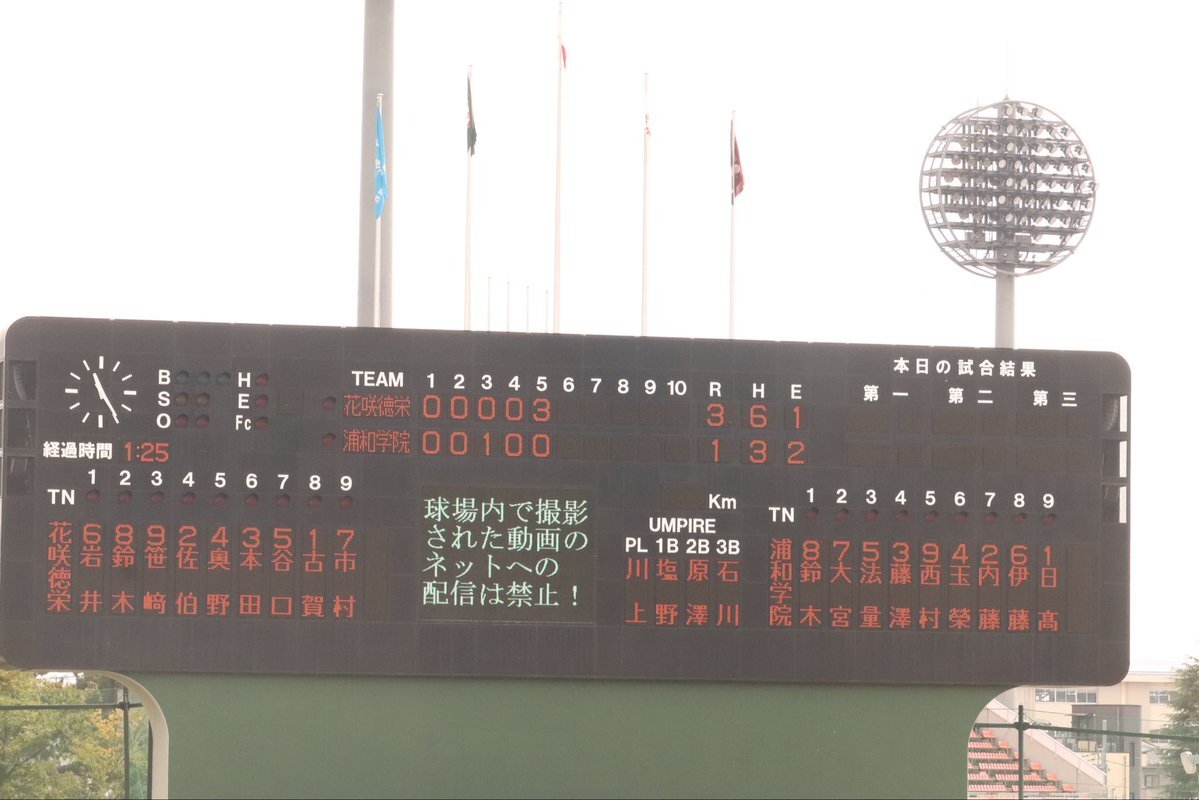 本日の試合結果
第一 第二 第三
B H
S E
O Fc
TEAM 1 2 3 4 5 6 7 8 9 10 R H E
花咲徳栄 0 0 0 0 3 3 6 1
浦和学院 0 0 1 0 0 1 3 2
経過時間 1:25
TN 1 2 3 4 5 6 7 8 9
花咲徳栄
6 8 9 2 4 3 5 1 7
岩井 鈴木 笹﨑 佐伯 奥野 本田 谷口 古賀 市村
球場内で撮影
された動画の
ネットへの
配信は禁止！
Km
UMPIRE
PL 1B 2B 3B
川上 塩野 原澤 石川
TN 1 2 3 4 5 6 7 8 9
浦和学院
8 7 5 3 9 4 2 6 1
鈴木 大宮 法量 藤澤 西村 玉榮 内藤 伊藤 日髙